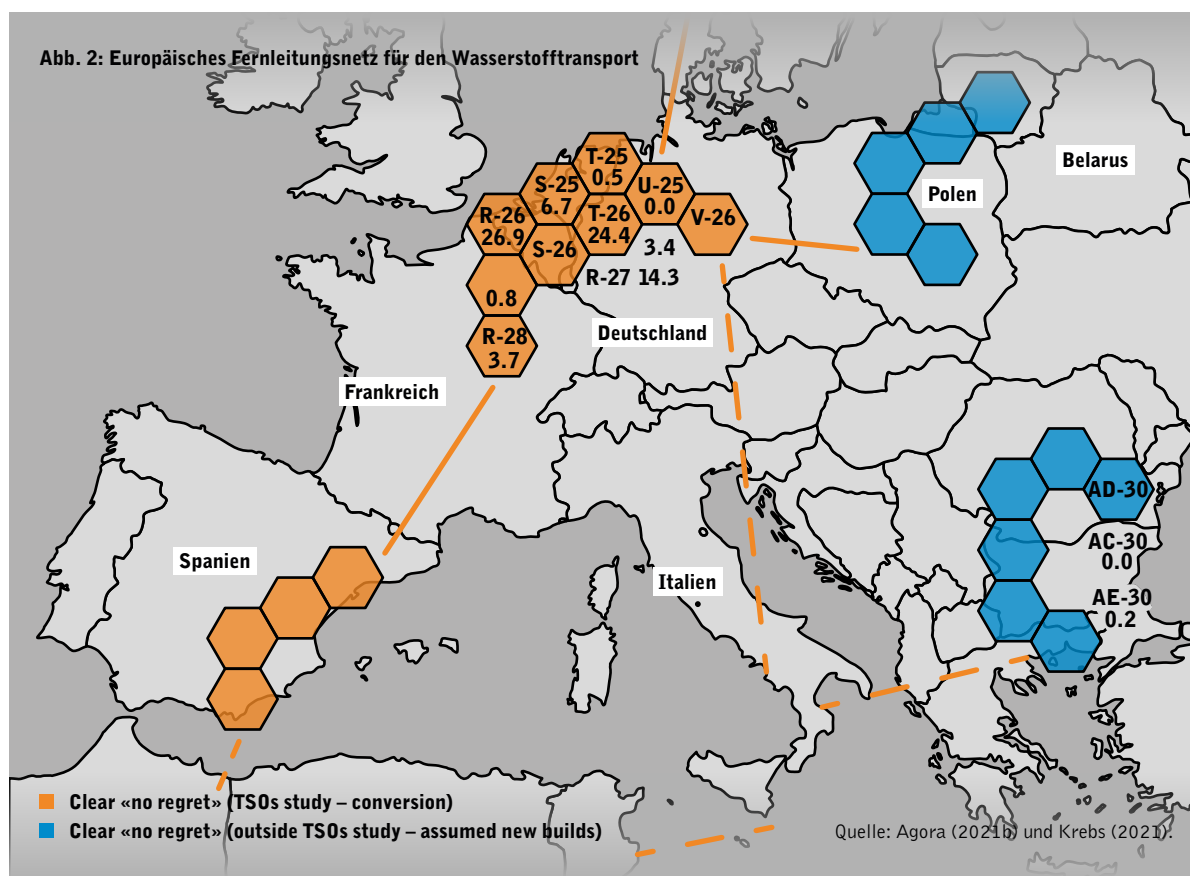 Abb. 2: Europäisches Fernleitungsnetz für den Wasserstofftransport
T-25
0.5
S-25
6.7
U-25
0.0
R-26
26.9
T-26
24.4
V-26
S-26
3.4
R-27 14.3
0.8
R-28
3.7
Belarus
Polen
Deutschland
Frankreich
Spanien
Italien
AD-30
AC-30
0.0
AE-30
0.2
Clear «no regret» (TSOs study – conversion)
Clear «no regret» (outside TSOs study – assumed new builds)
Quelle: Agora (2021b) und Krebs (2021).